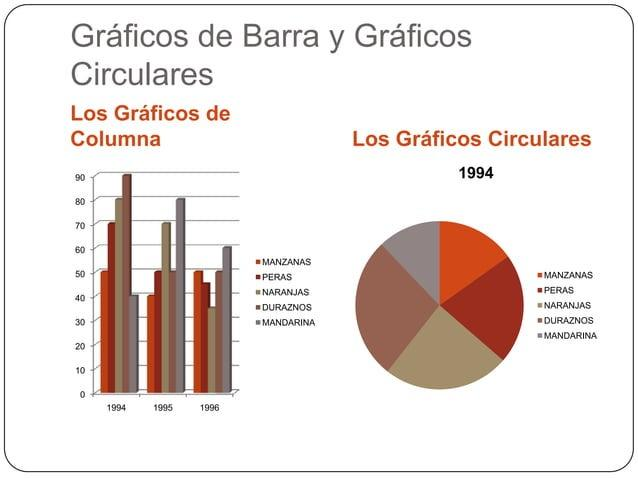 Gráficos de Barra y Gráficos
Circulares
Los Gráficos de
Columna
90
80
70
60
50
40
30
20
10
0
1994
1995
1996
MANZANAS
PERAS
NARANJAS
DURAZNOS
MANDARINA
Los Gráficos Circulares
1994
MANZANAS
PERAS
NARANJAS
DURAZNOS
MANDARINA